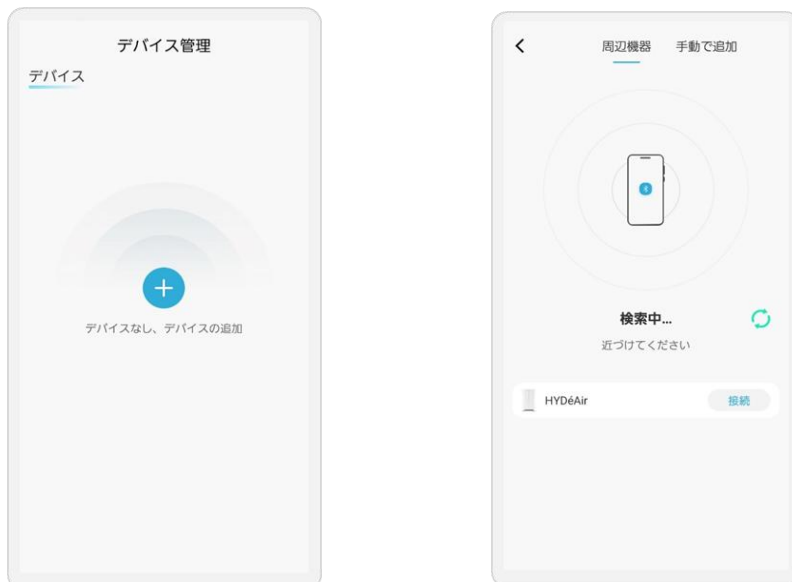 デバイス管理
デバイス
デバイスなし、デバイスの追加
周辺機器 手動で追加
検索中...
近づけてください
HYDéAir 接続